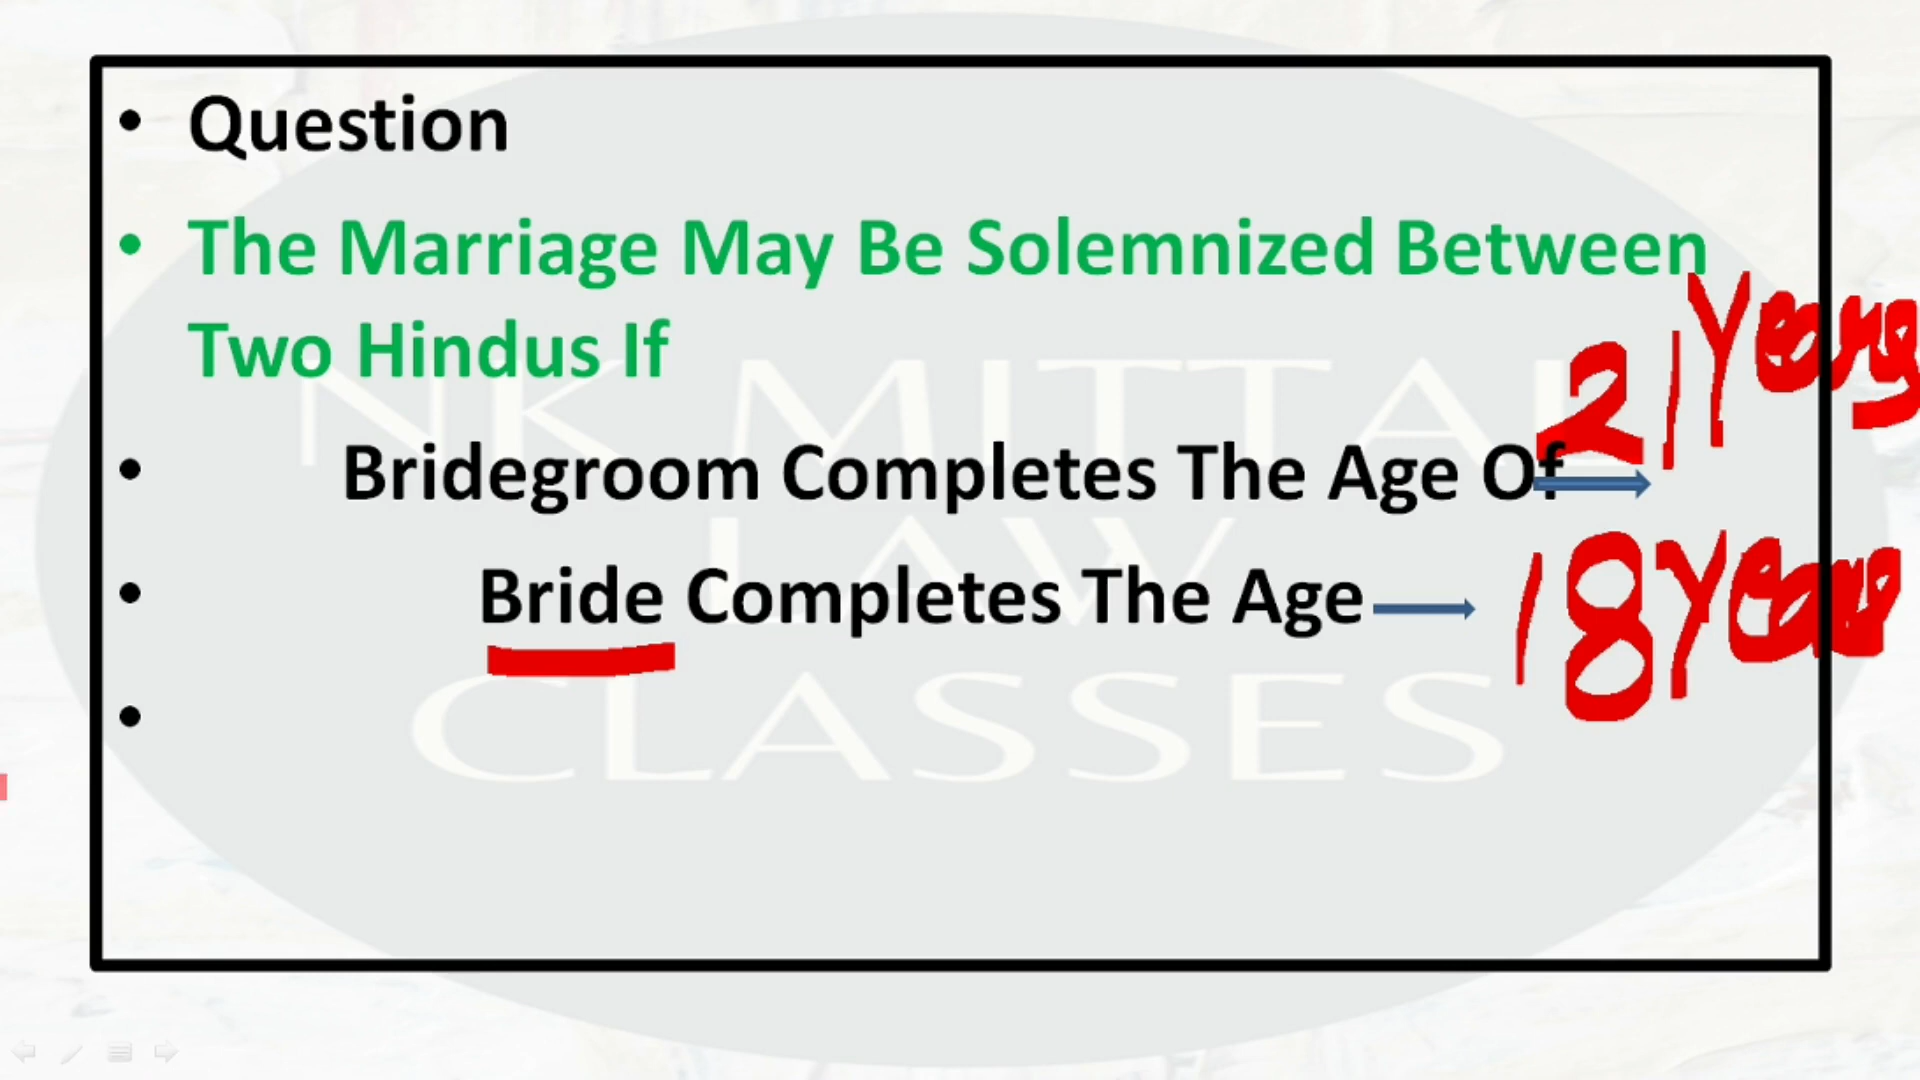 • Question
• The Marriage May Be Solemnized Between
Two Hindus If
21 Years
• Bridegroom Completes The Age Of
• Bride Completes The Age 18 Years
•
NK MITTAL
LAW
CLASSES